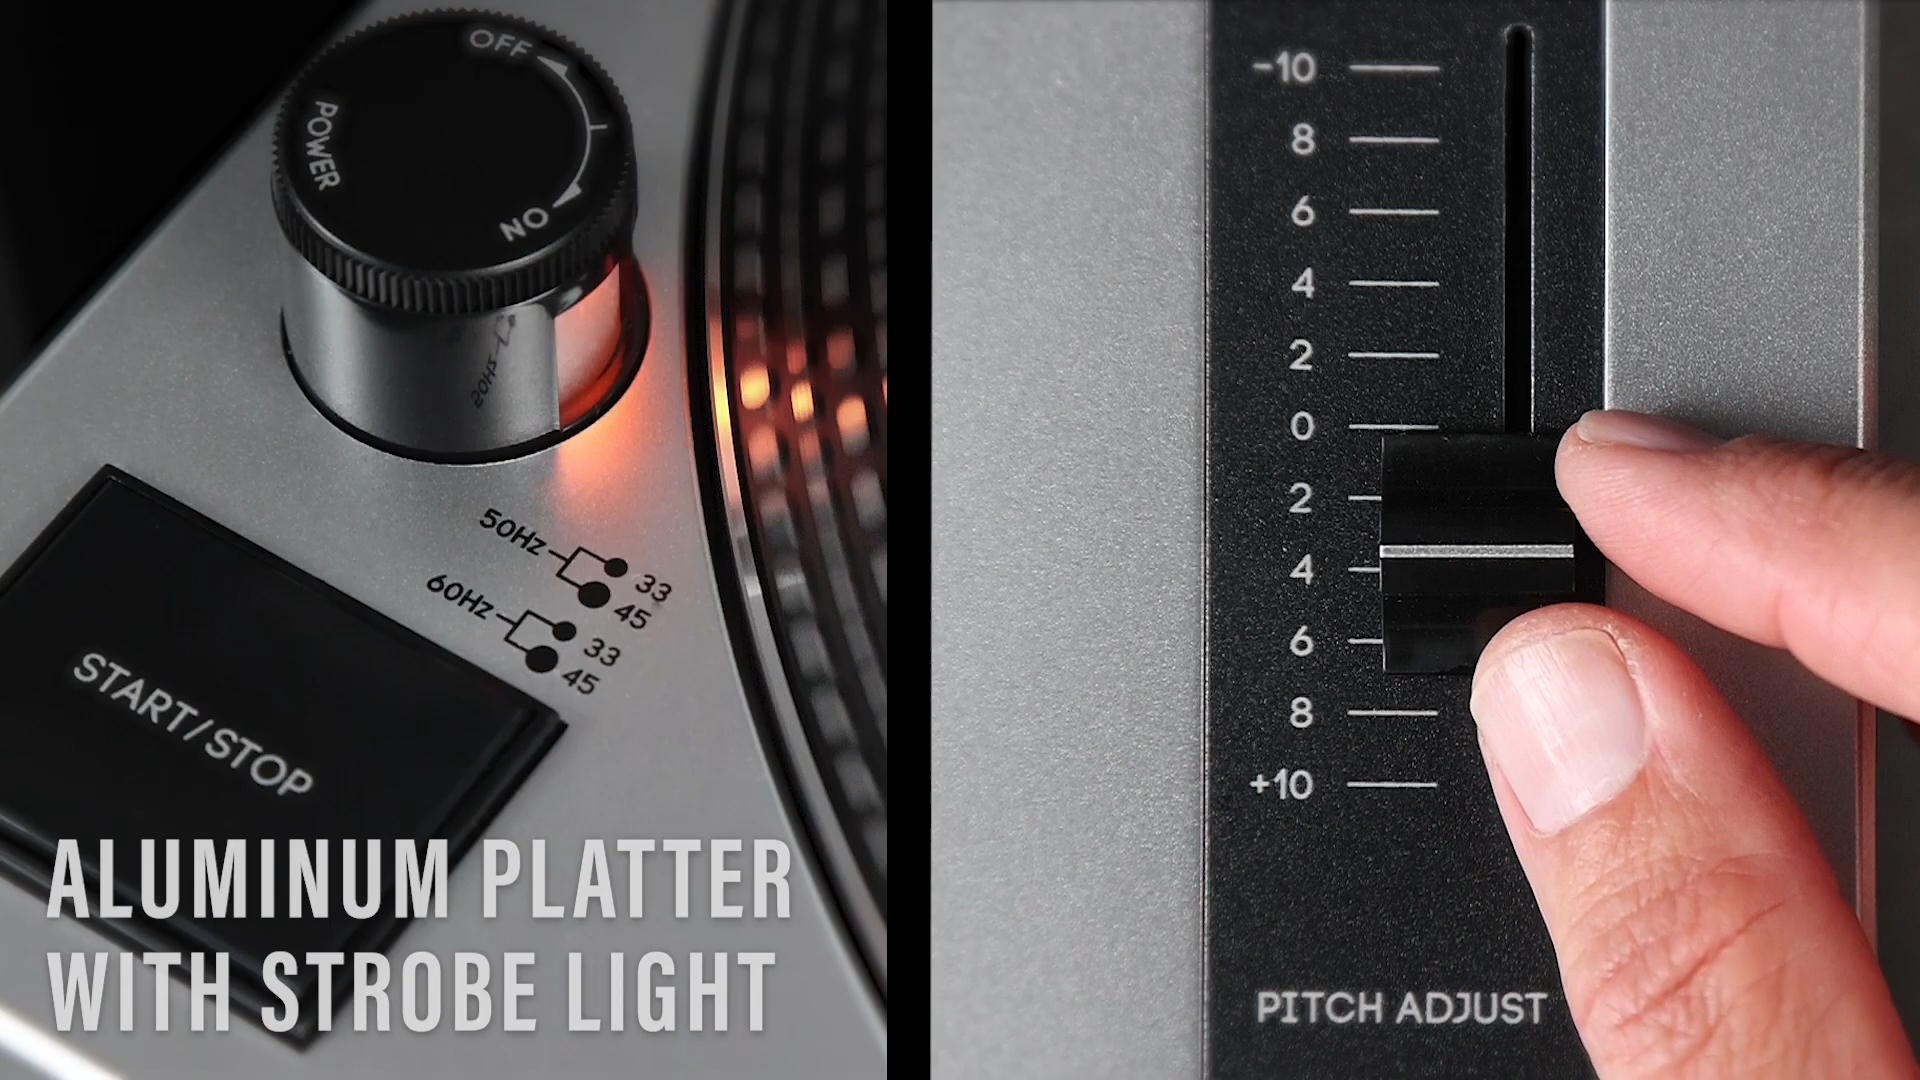 OFF
POWER
ON
50Hz
33
45
60Hz
33
45
START/STOP
ALUMINUM PLATTER
WITH STROBE LIGHT
-10
8
6
4
2
0
2
4
6
8
+10
PITCH ADJUST